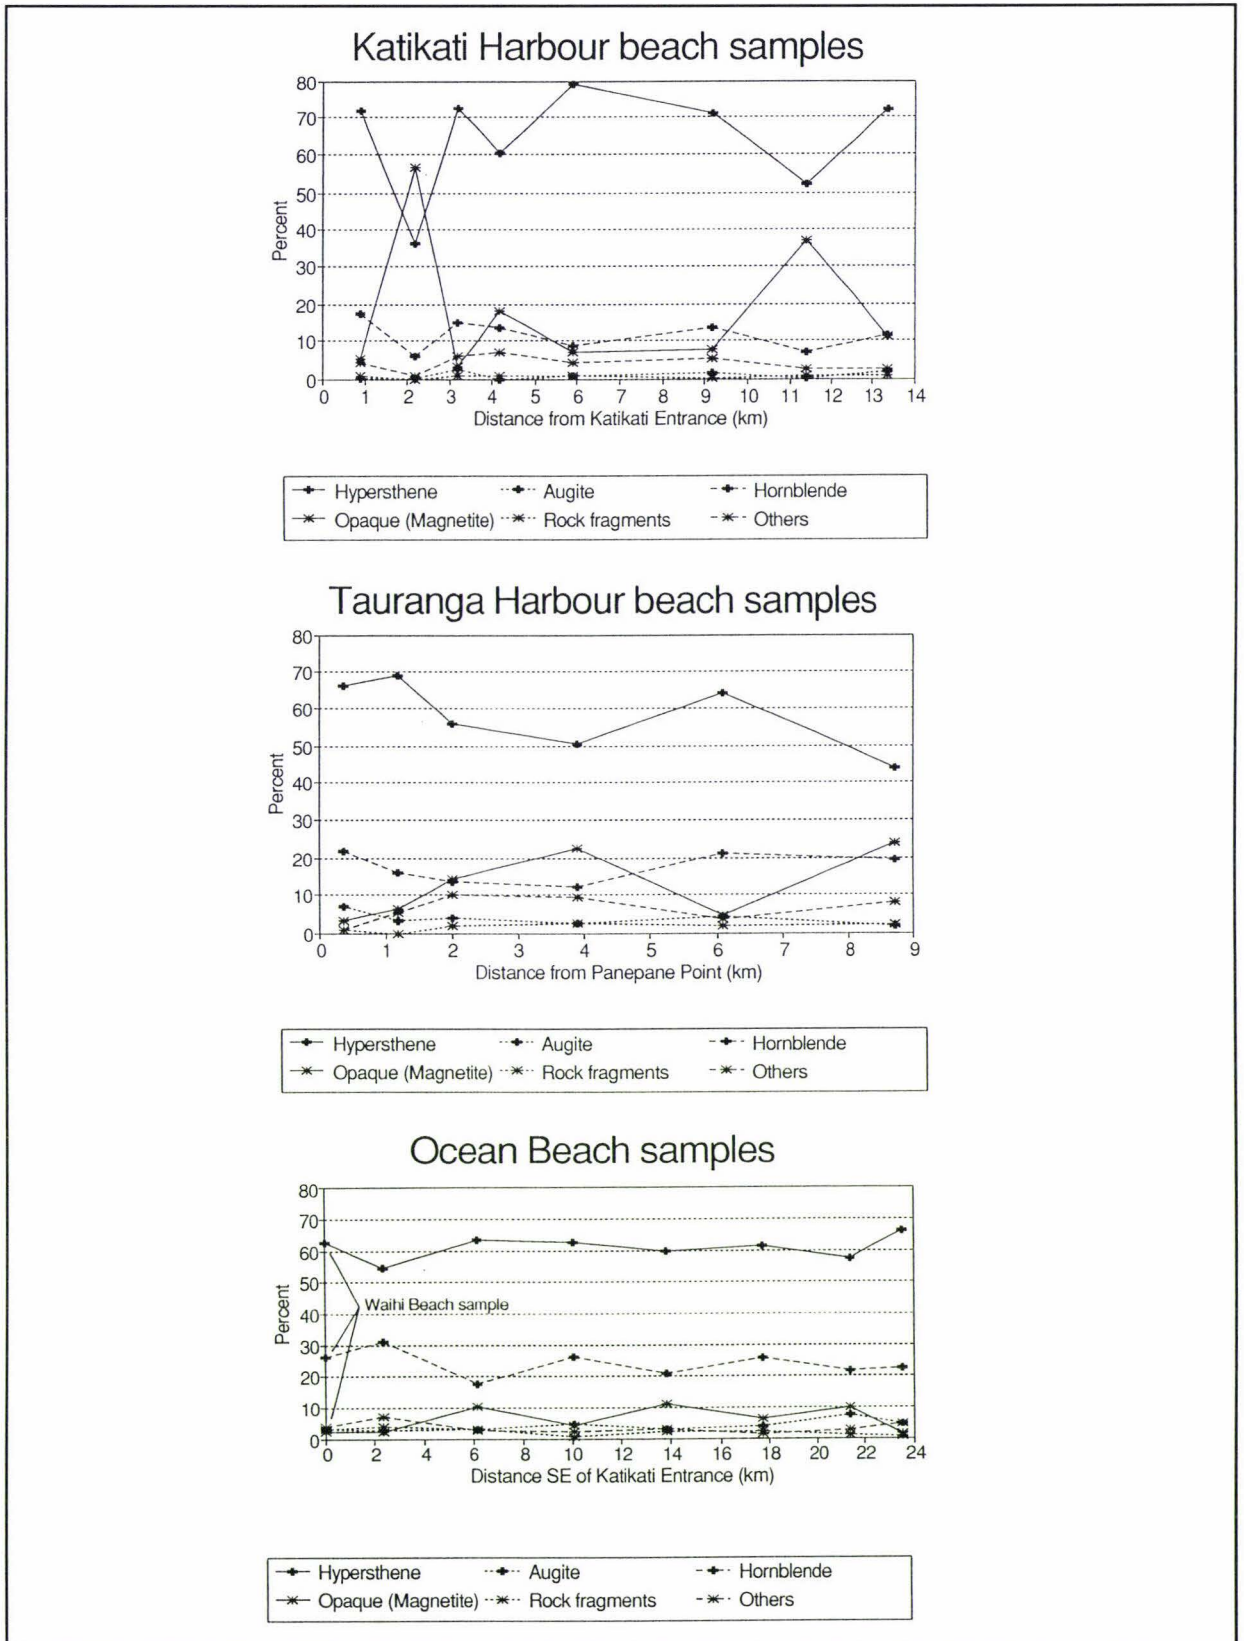 Katikati Harbour beach samples
80
70
60
50
40
30
20
10
0
Percent
0 1 2 3 4 5 6 7 8 9 10 11 12 13 14
Distance from Katikati Entrance (km)
Hypersthene Augite Hornblende
Opaque (Magnetite) Rock fragments Others
Tauranga Harbour beach samples
80
70
60
50
40
30
20
10
0
Percent
0 1 2 3 4 5 6 7 8 9
Distance from Panepane Point (km)
Hypersthene Augite Hornblende
Opaque (Magnetite) Rock fragments Others
Ocean Beach samples
80
70
60
50
40
30
20
10
0
Percent
Waihi Beach sample
0 2 4 6 8 10 12 14 16 18 20 22 24
Distance SE of Katikati Entrance (km)
Hypersthene Augite Hornblende
Opaque (Magnetite) Rock fragments Others